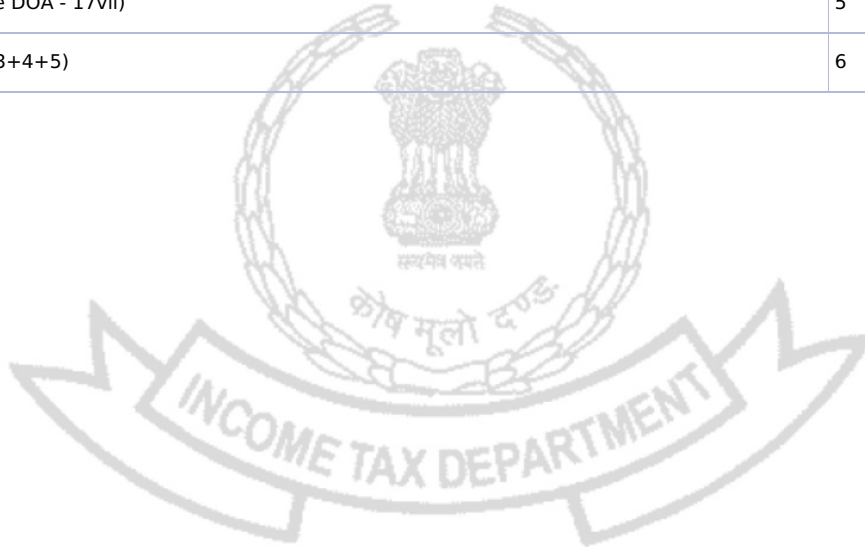 e DOA - 17vii) 5
3+4+5) 6
सत्यमेव जयते
कोष मूलो दण्ड
INCOME TAX DEPARTMENT